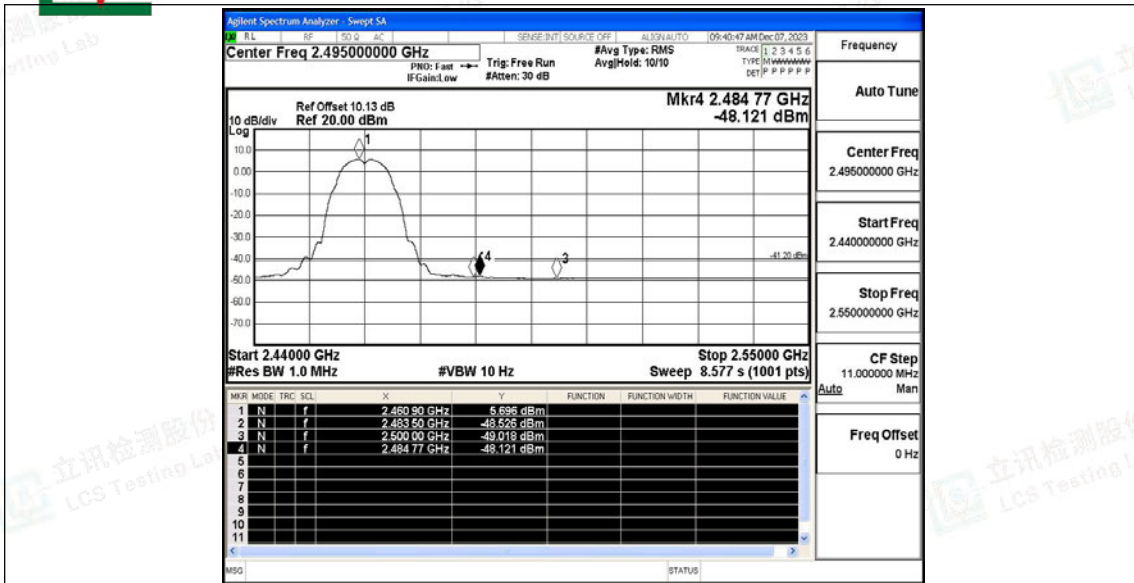 Agilent Spectrum Analyzer - Swept SA
RL RF 50 Ω AC SENSE:INT SOURCE OFF ALIGN AUTO 09:40:47 AM Dec 07, 2023
Center Freq 2.495000000 GHz #Avg Type: RMS TRACE 1 2 3 4 5 6
PNO: Fast Trig: Free Run Avg|Hold: 10/10 TYPE M
IFGain:Low #Atten: 30 dB DET P P P P P P
Frequency
Auto Tune
Mkr4 2.484 77 GHz
-48.121 dBm
Ref Offset 10.13 dB
10 dB/div Ref 20.00 dBm
Log
10.0
0.00
-10.0
-20.0
-30.0
-40.0
-50.0
-60.0
-70.0
1
4
3
-41.20 dBm
Start 2.44000 GHz Stop 2.55000 GHz
#Res BW 1.0 MHz #VBW 10 Hz Sweep 8.577 s (1001 pts)
MKR MODE TRC SCL X Y FUNCTION FUNCTION WIDTH FUNCTION VALUE
1 N f 2.460 90 GHz 5.696 dBm
2 N f 2.483 50 GHz -48.526 dBm
3 N f 2.500 00 GHz -49.018 dBm
4 N f 2.484 77 GHz -48.121 dBm
5
6
7
8
9
10
11
MSG STATUS
Center Freq
2.495000000 GHz
Start Freq
2.440000000 GHz
Stop Freq
2.550000000 GHz
CF Step
11.000000 MHz
Auto Man
Freq Offset
0 Hz
立讯检测股份
LCS Testing Lab
立讯检测股份
LCS Testing L